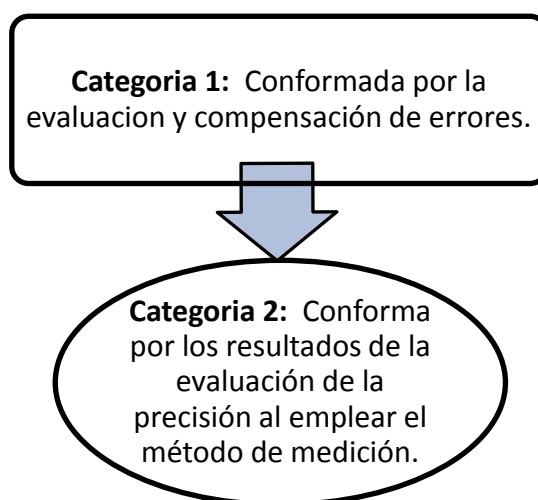 Categoria 1: Conformada por la
evaluacion y compensación de errores.
Categoria 2: Conforma
por los resultados de la
evaluación de la
precisión al emplear el
método de medición.